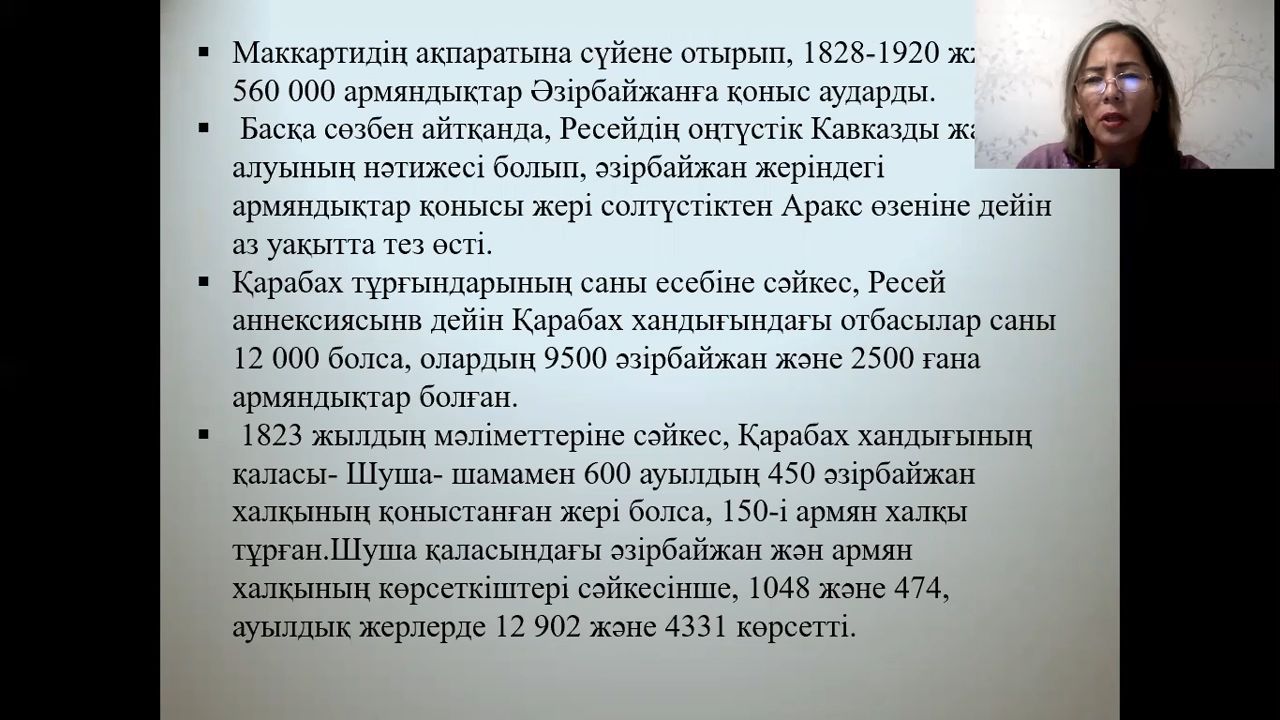 ▪ Маккартидің ақпаратына сүйене отырып, 1828-1920
560 000 армяндықтар Әзірбайжанға қоныс аударды.
▪ Басқа сөзбен айтқанда, Ресейдің оңтүстік Кавказды
алуының нәтижесі болып, әзірбайжан жеріндегі
армяндықтар қонысы жері солтүстіктен Аракс өзеніне дейін
аз уақытта тез өсті.
▪ Қарабах тұрғындарының саны есебіне сәйкес, Ресей
аннексиясынв дейін Қарабах хандығындағы отбасылар саны
12 000 болса, олардың 9500 әзірбайжан және 2500 ғана
армяндықтар болған.
▪ 1823 жылдың мәліметтеріне сәйкес, Қарабах хандығының
қаласы- Шуша- шамамен 600 ауылдың 450 әзірбайжан
халқының қоныстанған жері болса, 150-і армян халқы
тұрған.Шуша қаласындағы әзірбайжан жән армян
халқының көрсеткіштері сәйкесінше, 1048 және 474,
ауылдық жерлерде 12 902 және 4331 көрсетті.